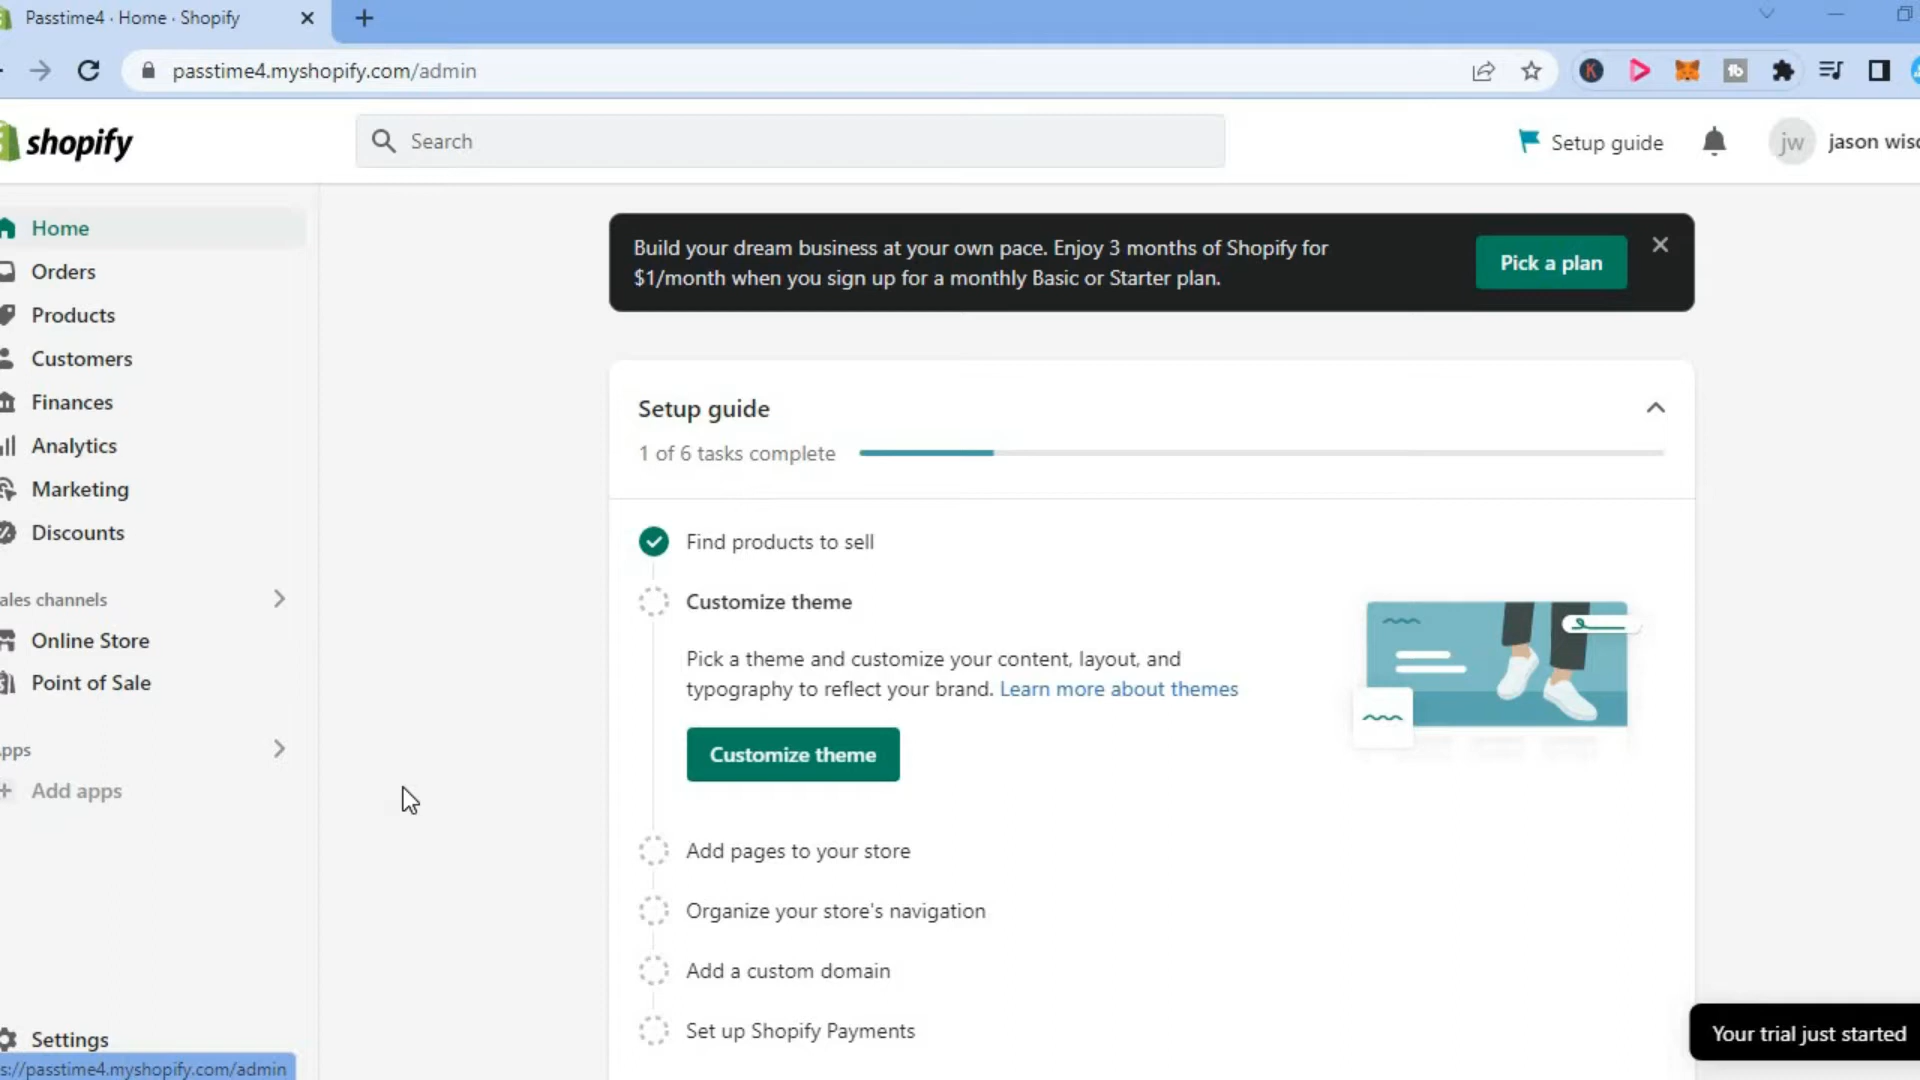 Passtime4 · Home · Shopify
passtime4.myshopify.com/admin
shopify
Search
Setup guide
jw
jason
Home
Orders
Products
Customers
Finances
Analytics
Marketing
Discounts
ales channels
Online Store
Point of Sale
pps
Add apps
Settings
s://passtime4.myshopify.com/admin
Build your dream business at your own pace. Enjoy 3 months of Shopify for
$1/month when you sign up for a monthly Basic or Starter plan.
Pick a plan
Setup guide
1 of 6 tasks complete
Find products to sell
Customize theme
Pick a theme and customize your content, layout, and
typography to reflect your brand. Learn more about themes
Customize theme
Add pages to your store
Organize your store's navigation
Add a custom domain
Set up Shopify Payments
Your trial just started